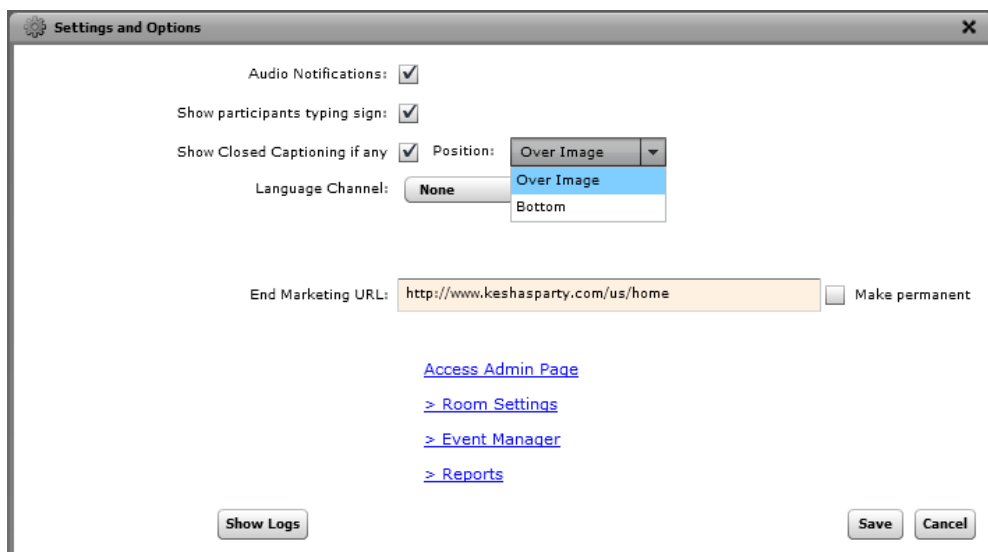 Settings and Options
Audio Notifications:
Show participants typing sign:
Show Closed Captioning if any Position: Over Image
Over Image
Language Channel: None
Bottom
End Marketing URL: http://www.keshasparty.com/us/home Make permanent
Access Admin Page
> Room Settings
> Event Manager
> Reports
Show Logs Save Cancel